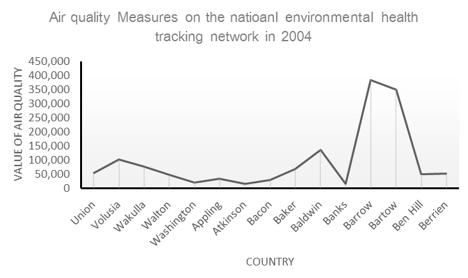 Air quality Measures on the natioanl environmental health
tracking network in 2004
VALUE OF AIR QUALITY
450,000
400,000
350,000
300,000
250,000
200,000
150,000
100,000
50,000
0
Union
Volusia
Wakulla
Walton
Washington
Appling
Atkinson
Bacon
Baker
Baldwin
Banks
Barrow
Bartow
Ben Hill
Berrien
COUNTRY